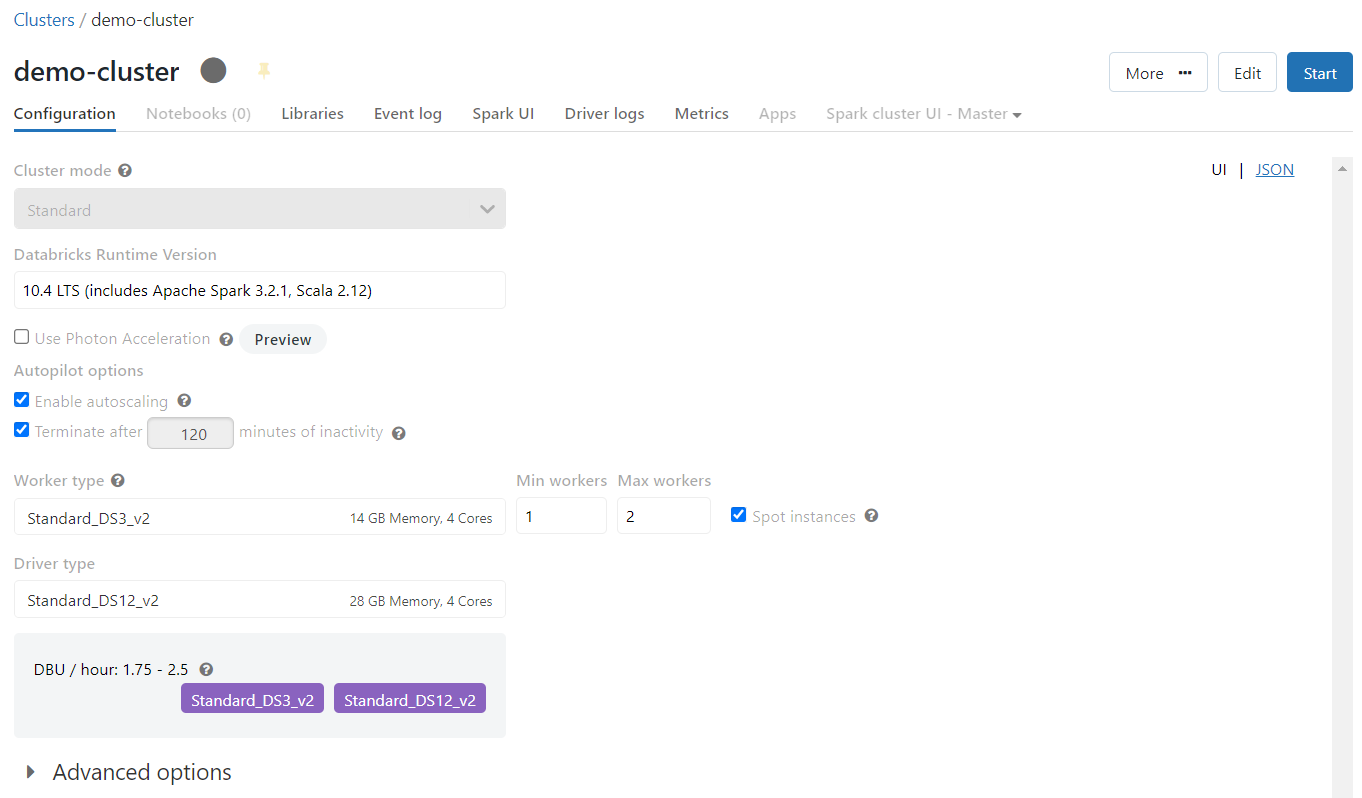 Clusters / demo-cluster
demo-cluster
More ··· Edit Start
Configuration Notebooks (0) Libraries Event log Spark UI Driver logs Metrics Apps Spark cluster UI - Master
Cluster mode ?
UI | JSON
Standard
Databricks Runtime Version
10.4 LTS (includes Apache Spark 3.2.1, Scala 2.12)
Use Photon Acceleration ? Preview
Autopilot options
Enable autoscaling ?
Terminate after 120 minutes of inactivity ?
Worker type ? Min workers Max workers
Standard_DS3_v2 14 GB Memory, 4 Cores 1 2 Spot instances ?
Driver type
Standard_DS12_v2 28 GB Memory, 4 Cores
DBU / hour: 1.75 - 2.5 ?
Standard_DS3_v2 Standard_DS12_v2
Advanced options